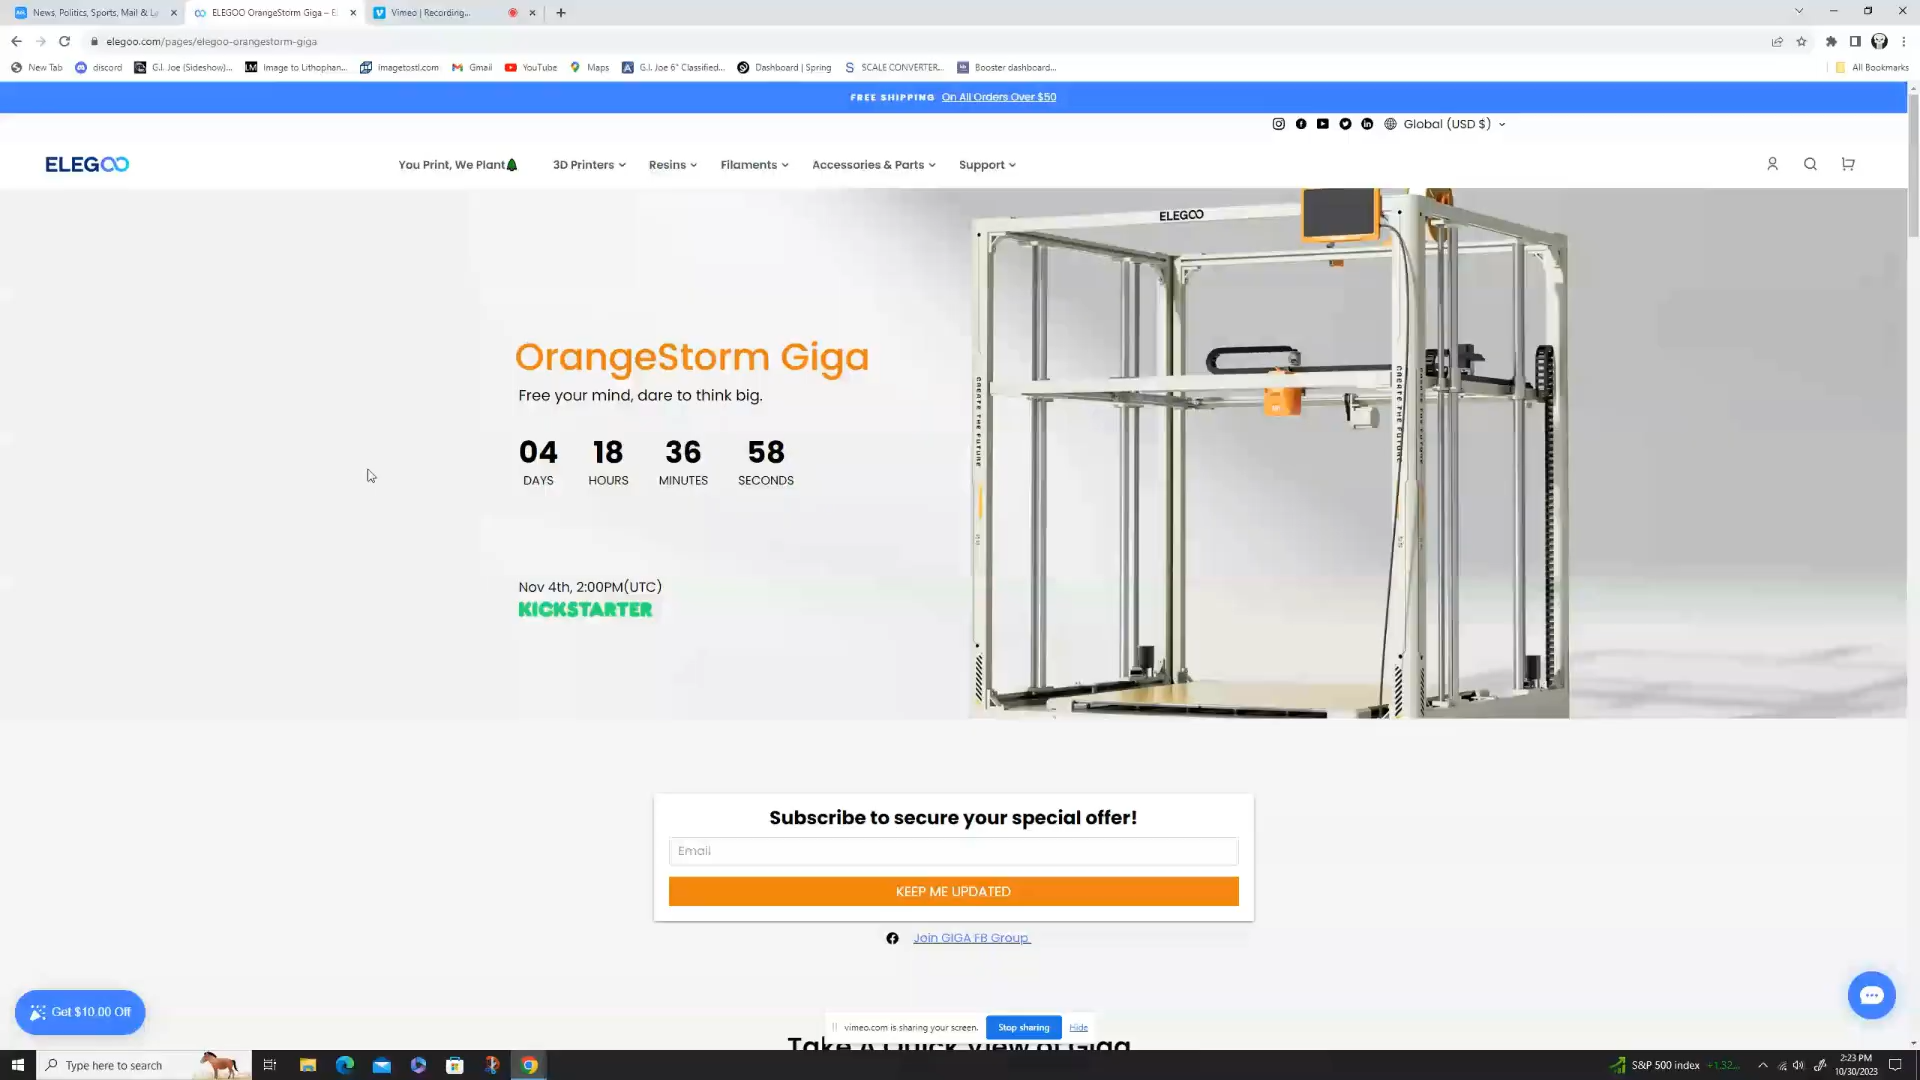 News, Politics, Sports, Mail & La
ELEGOO OrangeStorm Giga – E
Vimeo | Recording...
elegoo.com/pages/elegoo-orangestorm-giga
New Tab
discord
G.I. Joe (Sideshow)...
Image to Lithophan...
imagetostl.com
Gmail
YouTube
Maps
G.I. Joe 6" Classified...
Dashboard | Spring
SCALE CONVERTER...
Booster dashboard...
All Bookmarks
FREE SHIPPING On All Orders Over $50
Global (USD $)
ELEGOO
You Print, We Plant
3D Printers
Resins
Filaments
Accessories & Parts
Support
ELEGOO
OrangeStorm Giga
Free your mind, dare to think big.
04 18 36 58
DAYS HOURS MINUTES SECONDS
CREATE THE FUTURE
CREATE THE FUTURE
CREATE THE FUTURE
Nov 4th, 2:00PM(UTC)
KICKSTARTER
Subscribe to secure your special offer!
Email
KEEP ME UPDATED
Join GIGA FB Group
Get $10.00 Off
vimeo.com is sharing your screen.
Stop sharing
Hide
Take A Quick View of Giga
Type here to search
S&P 500 index +1.32...
2:23 PM
10/30/2023